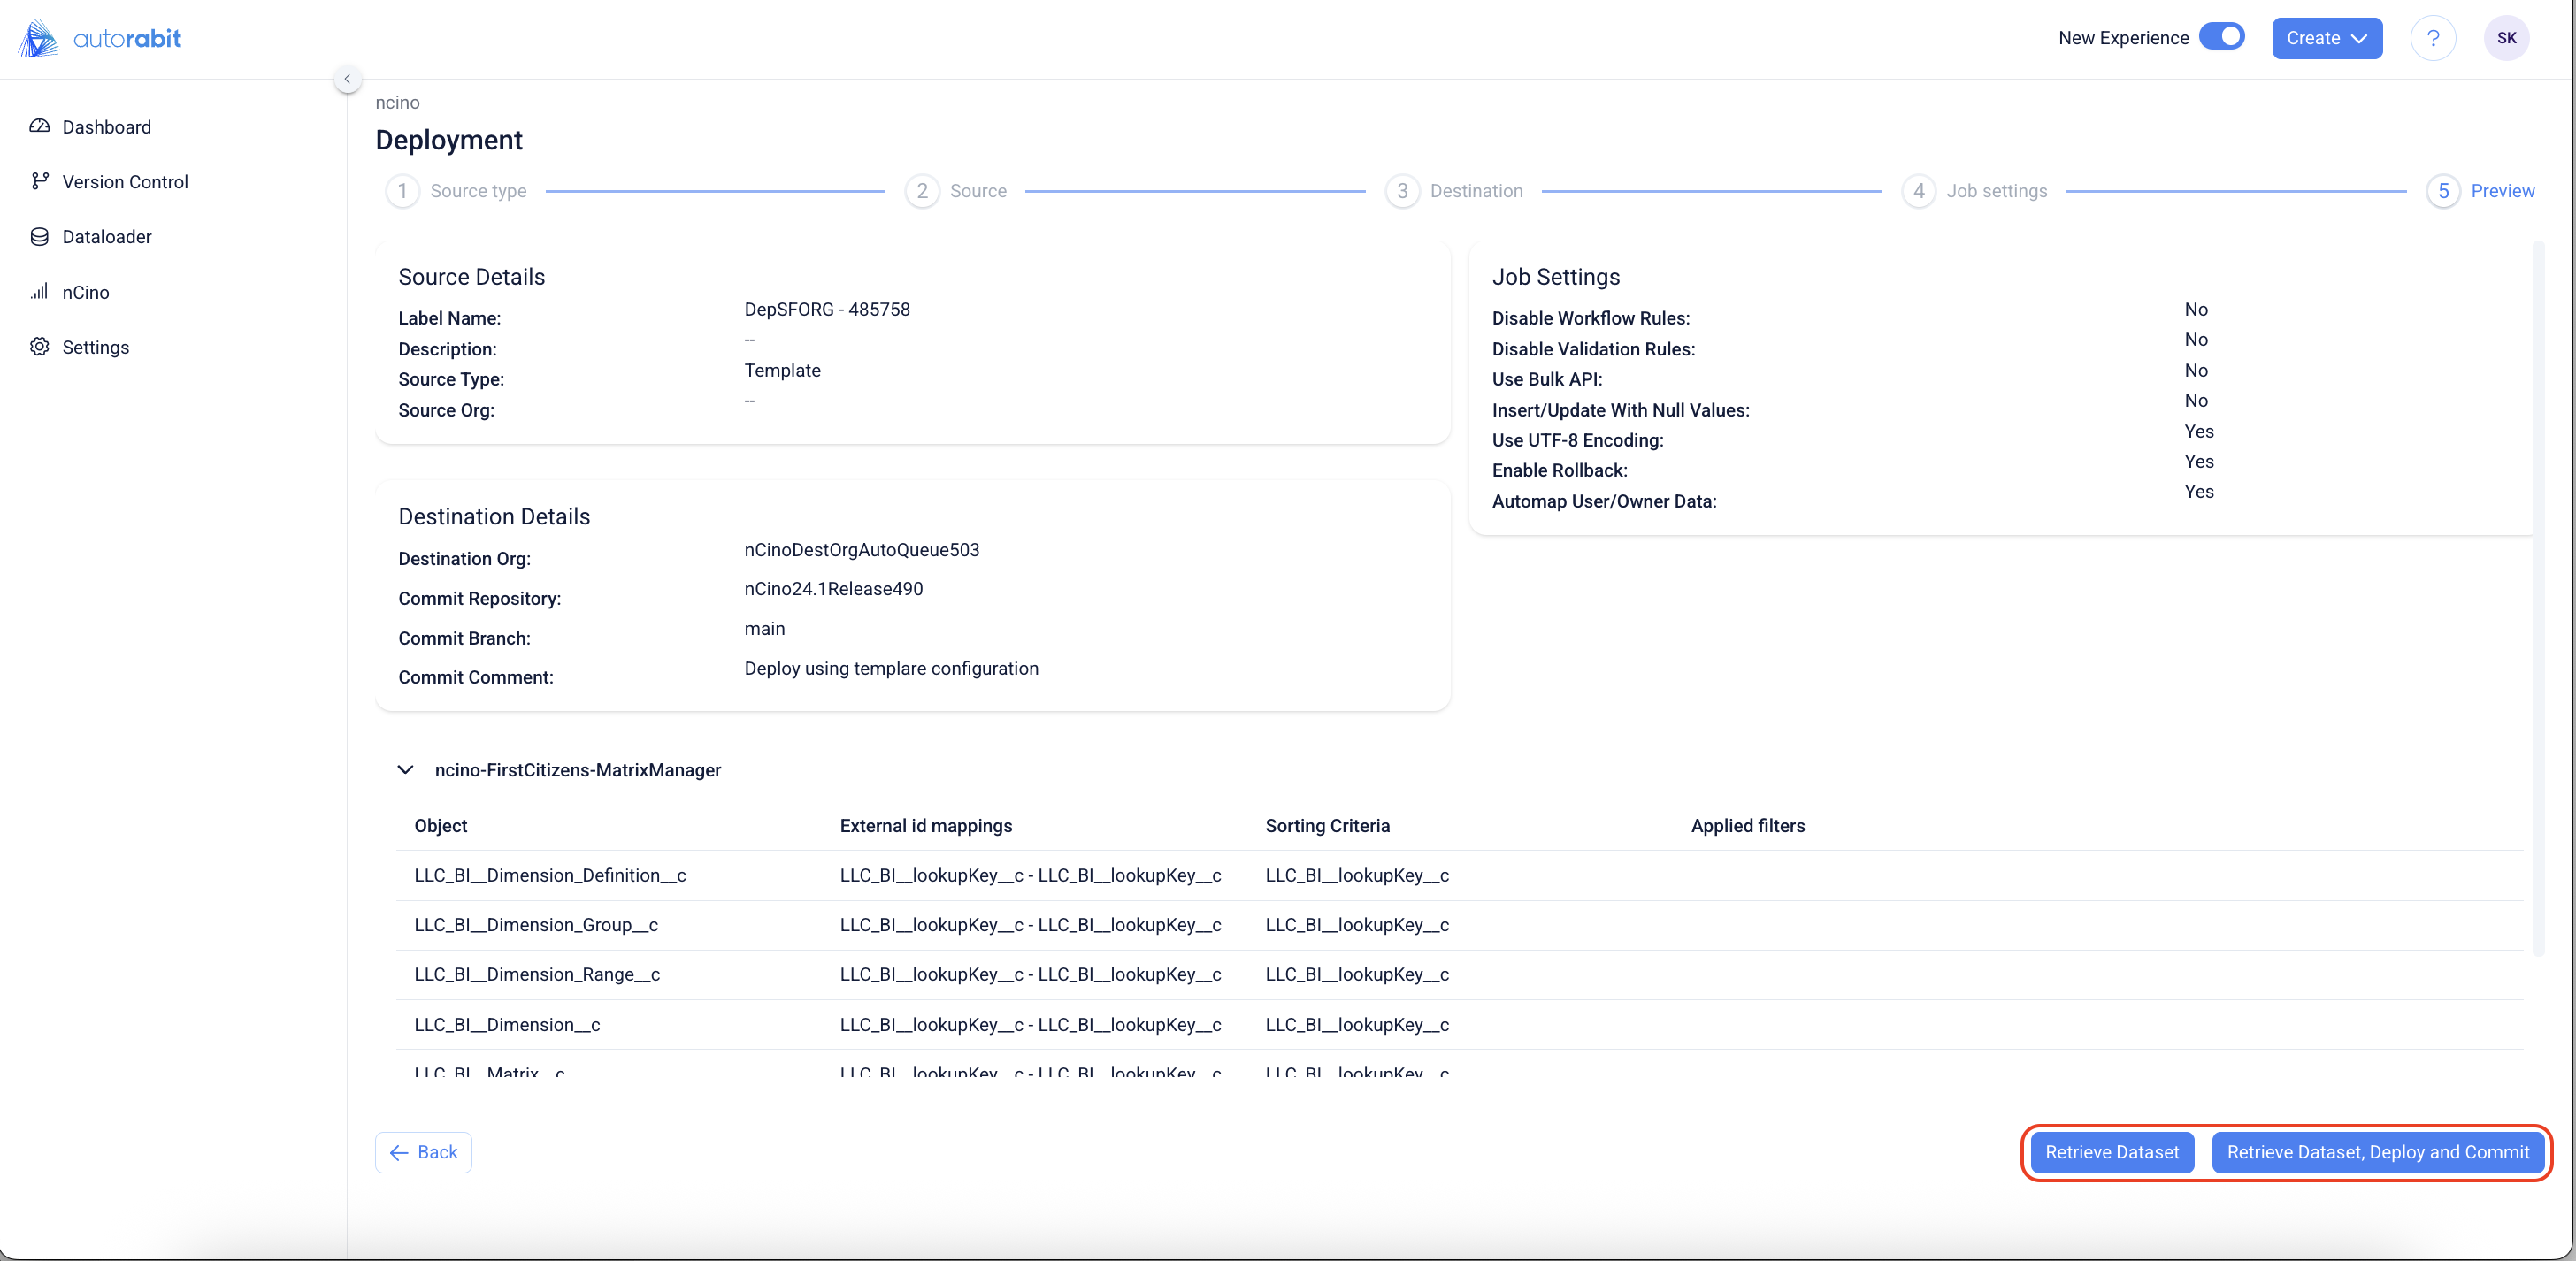 autorabit
New Experience
Create
?
SK
Dashboard
Version Control
Dataloader
nCino
Settings
ncino
Deployment
1 Source type
2 Source
3 Destination
4 Job settings
5 Preview
Source Details
Label Name: DepSFORG - 485758
Description: --
Source Type: Template
Source Org: --
Job Settings
Disable Workflow Rules: No
Disable Validation Rules: No
Use Bulk API: No
Insert/Update With Null Values: No
Use UTF-8 Encoding: Yes
Enable Rollback: Yes
Automap User/Owner Data: Yes
Destination Details
Destination Org: nCinoDestOrgAutoQueue503
Commit Repository: nCino24.1Release490
Commit Branch: main
Commit Comment: Deploy using templare configuration
ncino-FirstCitizens-MatrixManager
Object External id mappings Sorting Criteria Applied filters
LLC_BI__Dimension_Definition__c LLC_BI__lookupKey__c - LLC_BI__lookupKey__c LLC_BI__lookupKey__c
LLC_BI__Dimension_Group__c LLC_BI__lookupKey__c - LLC_BI__lookupKey__c LLC_BI__lookupKey__c
LLC_BI__Dimension_Range__c LLC_BI__lookupKey__c - LLC_BI__lookupKey__c LLC_BI__lookupKey__c
LLC_BI__Dimension__c LLC_BI__lookupKey__c - LLC_BI__lookupKey__c LLC_BI__lookupKey__c
LLC_BI__Matrix__c LLC_BI__lookupKey__c - LLC_BI__lookupKey__c LLC_BI__lookupKey__c
Back
Retrieve Dataset
Retrieve Dataset, Deploy and Commit